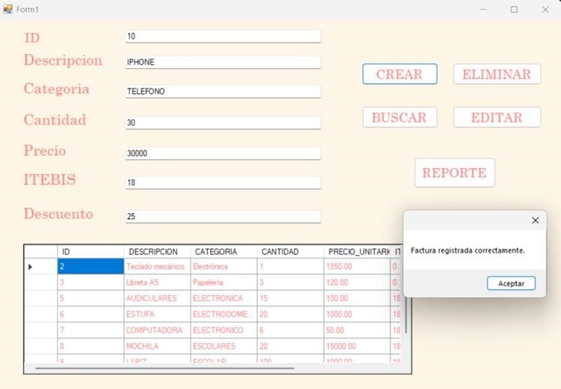 Form1
ID 10
Descripcion IPHONE
Categoria TELEFONO
Cantidad 30
Precio 30000
ITEBIS 18
Descuento 25
CREAR ELIMINAR
BUSCAR EDITAR
REPORTE
Factura registrada correctamente.
Aceptar
ID DESCRIPCION CATEGORIA CANTIDAD PRECIO_UNITARI IT
2 Teclado mecánico Electrónica 1 1850.00 0.
3 Libreta A5 Papelería 3 120.00 0.
5 AUDICULARES ELECTRONICA 15 100.00 18
6 ESTUFA ELECTRODOME... 20 1000.00 18
7 COMPUTADORA ELECTRONICO 6 50.00 18
8 MOCHILA ESCOLARES 20 15000.00 18
9 LAPIZ ESCOLAR 100 1000.00 18